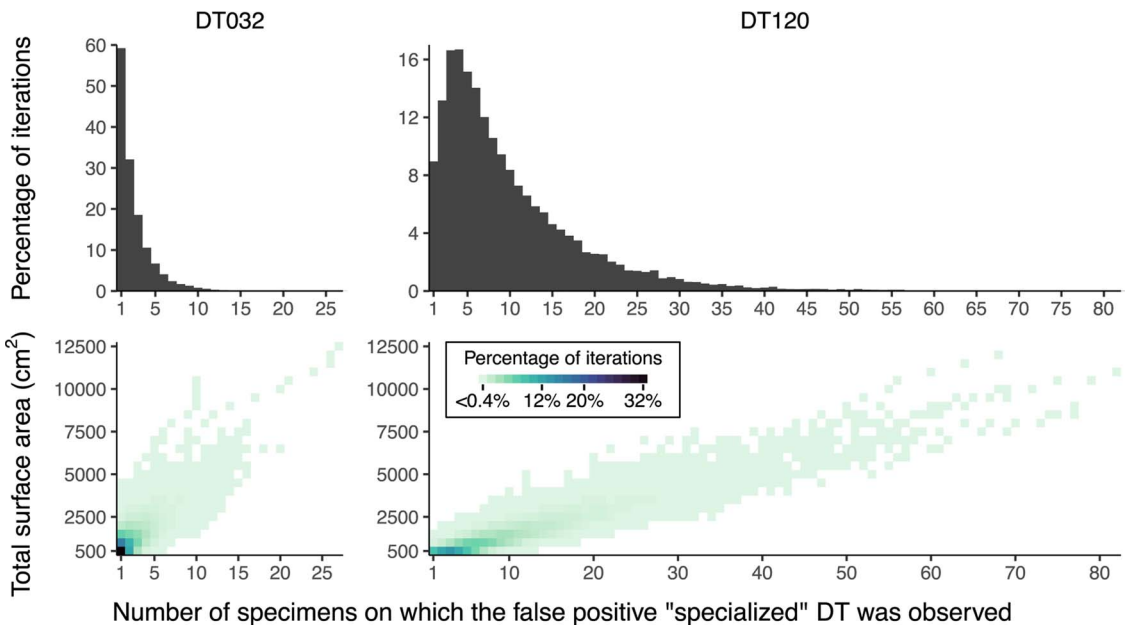 DT032
DT120
Percentage of iterations
60
50
40
30
20
10
0
1 5 10 15 20 25
Percentage of iterations
16
12
8
4
0
1 5 10 15 20 25 30 35 40 45 50 55 60 65 70 75 80
Total surface area (cm²)
12500
10000
7500
5000
2500
500
1 5 10 15 20 25
12500
10000
7500
5000
2500
500
Percentage of iterations
<0.4% 12% 20% 32%
1 10 20 30 40 50 60 70 80
Number of specimens on which the false positive "specialized" DT was observed